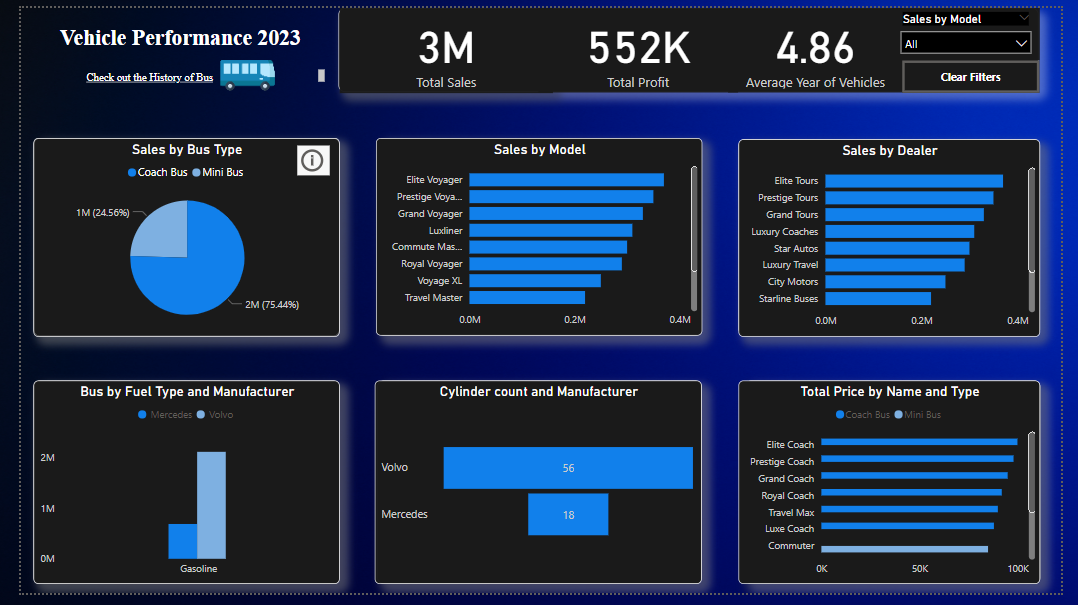 Vehicle Performance 2023
Check out the History of Bus
3M
Total Sales
552K
Total Profit
4.86
Average Year of Vehicles
Sales by Model
All
Clear Filters
Sales by Bus Type
Coach Bus Mini Bus
1M (24.56%)
2M (75.44%)
Sales by Model
Elite Voyager
Prestige Voya...
Grand Voyager
Luxliner
Commute Mas...
Royal Voyager
Voyage XL
Travel Master
0.0M 0.2M 0.4M
Sales by Dealer
Elite Tours
Prestige Tours
Grand Tours
Luxury Coaches
Star Autos
Luxury Travel
City Motors
Starline Buses
0.0M 0.2M 0.4M
Bus by Fuel Type and Manufacturer
Mercedes Volvo
2M
1M
0M
Gasoline
Cylinder count and Manufacturer
Volvo 56
Mercedes 18
Total Price by Name and Type
Coach Bus Mini Bus
Elite Coach
Prestige Coach
Grand Coach
Royal Coach
Travel Max
Luxe Coach
Commuter
0K 50K 100K